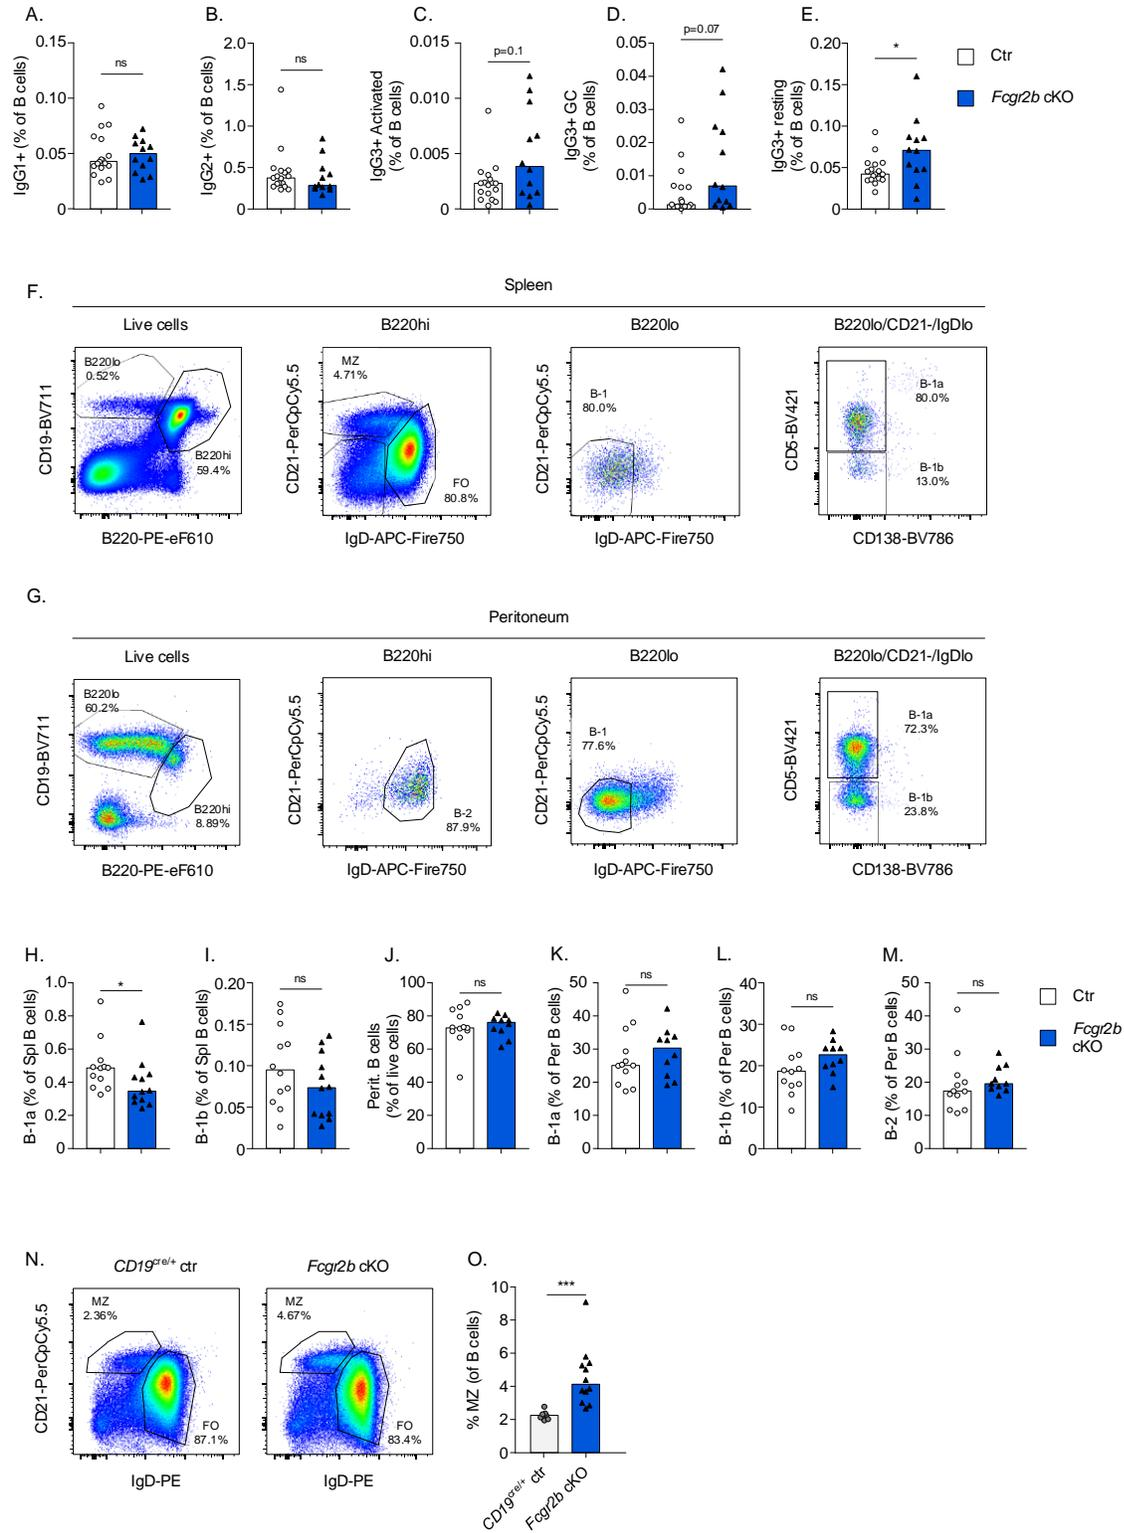 A.
IgG1+ (% of B cells)
0.15
0.10
0.05
0
ns
B.
IgG2+ (% of B cells)
2.0
1.5
1.0
0.5
0
ns
C.
IgG3+ Activated
(% of B cells)
0.015
0.010
0.005
0
p=0.1
D.
IgG3+ GC
(% of B cells)
0.05
0.04
0.03
0.02
0.01
0
p=0.07
E.
IgG3+ resting
(% of B cells)
0.20
0.15
0.10
0.05
0
*
Ctr
Fcgr2b cKO
F.
Spleen
Live cells
B220lo
0.52%
B220hi
59.4%
CD19-BV711
B220-PE-eF610
B220hi
MZ
4.71%
FO
80.8%
CD21-PerCpCy5.5
IgD-APC-Fire750
B220lo
B-1
80.0%
CD21-PerCpCy5.5
IgD-APC-Fire750
B220lo/CD21-/IgDlo
B-1a
80.0%
B-1b
13.0%
CD5-BV421
CD138-BV786
G.
Peritoneum
Live cells
B220lo
60.2%
B220hi
8.89%
CD19-BV711
B220-PE-eF610
B220hi
B-2
87.9%
CD21-PerCpCy5.5
IgD-APC-Fire750
B220lo
B-1
77.6%
CD21-PerCpCy5.5
IgD-APC-Fire750
B220lo/CD21-/IgDlo
B-1a
72.3%
B-1b
23.8%
CD5-BV421
CD138-BV786
H.
B-1a (% of Spl B cells)
1.0
0.8
0.6
0.4
0.2
0
*
I.
B-1b (% of Spl B cells)
0.20
0.15
0.10
0.05
0
ns
J.
Perit. B cells
(% of live cells)
100
80
60
40
20
0
ns
K.
B-1a (% of Per B cells)
50
40
30
20
10
0
ns
L.
B-1b (% of Per B cells)
40
30
20
10
0
ns
M.
B-2 (% of Per B cells)
50
40
30
20
10
0
ns
Ctr
Fcgr2b
cKO
N.
CD19cre/+ ctr
MZ
2.36%
FO
87.1%
CD21-PerCpCy5.5
IgD-PE
Fcgr2b cKO
MZ
4.67%
FO
83.4%
IgD-PE
O.
% MZ (of B cells)
10
8
6
4
2
0
***
CD19cre/+ ctr
Fcgr2b cKO